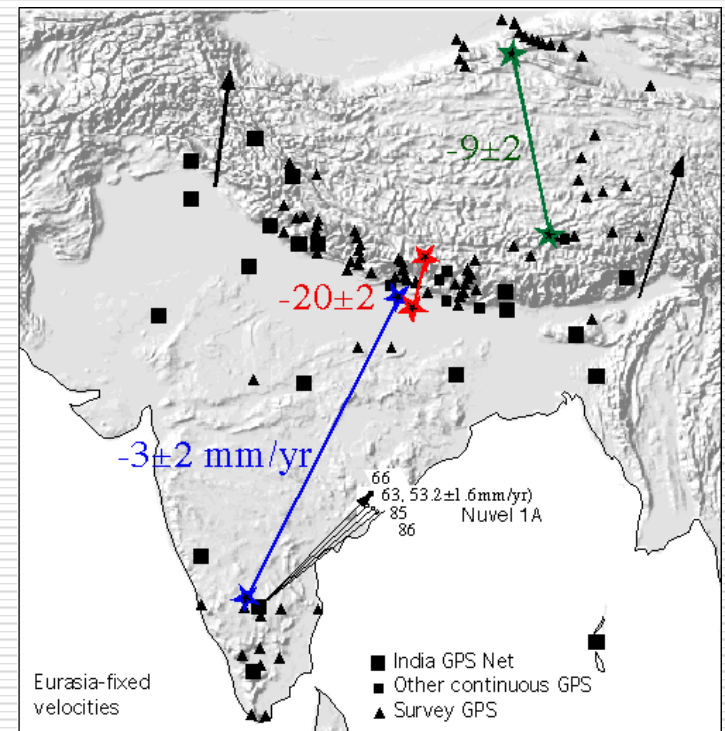 -9±2
-20±2
-3±2 mm/yr
66
63, 53.2±1.6mm/yr)
85
Nuvel 1A
86
India GPS Net
Other continuous GPS
Survey GPS
Eurasia-fixed
velocities